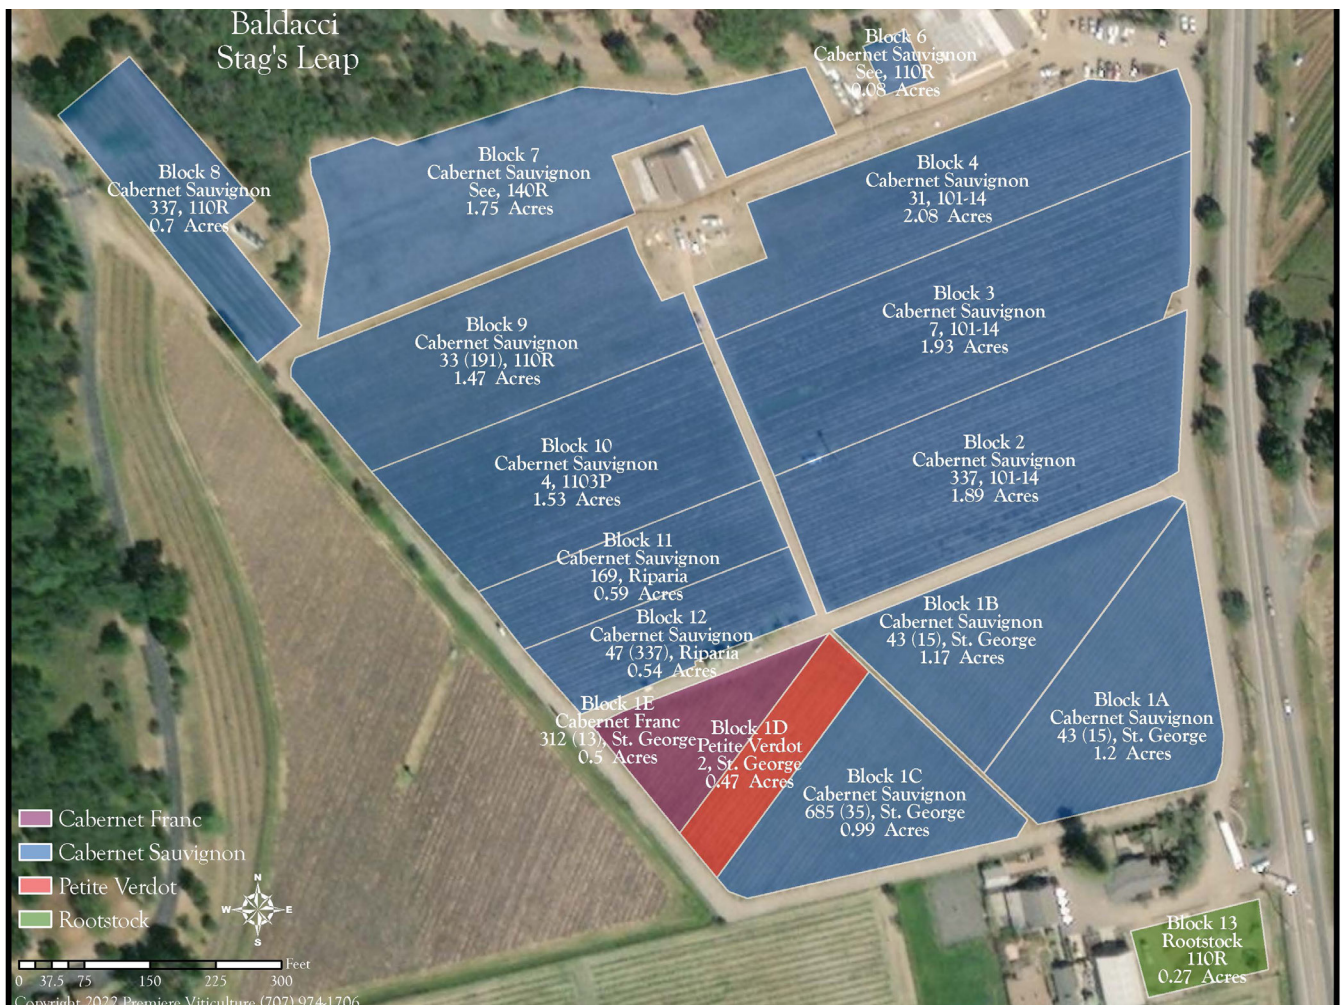 Baldacci
Stag's Leap
Block 6
Cabernet Sauvignon
See, 110R
0.08 Acres
Block 7
Cabernet Sauvignon
See, 140R
1.75 Acres
Block 8
Cabernet Sauvignon
337, 110R
0.7 Acres
Block 4
Cabernet Sauvignon
31, 101-14
2.08 Acres
Block 3
Cabernet Sauvignon
7, 101-14
1.93 Acres
Block 9
Cabernet Sauvignon
33 (191), 110R
1.47 Acres
Block 10
Cabernet Sauvignon
4, 1103P
1.53 Acres
Block 2
Cabernet Sauvignon
337, 101-14
1.89 Acres
Block 11
Cabernet Sauvignon
169, Riparia
0.59 Acres
Block 12
Cabernet Sauvignon
47 (337), Riparia
0.54 Acres
Block 1B
Cabernet Sauvignon
43 (15), St. George
1.17 Acres
Block 1A
Cabernet Sauvignon
43 (15), St. George
1.2 Acres
Block 1E
Cabernet Franc
312 (13), St. George
0.5 Acres
Block 1D
Petite Verdot
2, St. George
0.47 Acres
Block 1C
Cabernet Sauvignon
685 (35), St. George
0.99 Acres
Cabernet Franc
Cabernet Sauvignon
Petite Verdot
Rootstock
N
W E
S
Block 13
Rootstock
110R
0.27 Acres
Feet
0 37.5 75 150 225 300
Copyright 2022 Premiere Viticulture (707) 974-1706